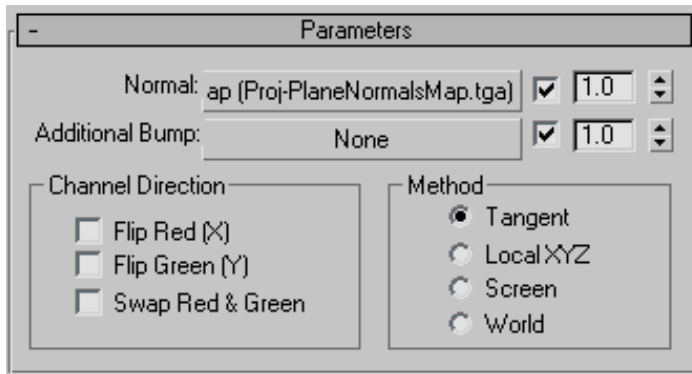 - Parameters
Normal: ap (Proj-PlaneNormalsMap.tga) 1.0
Additional Bump: None 1.0
Channel Direction
Flip Red (X)
Flip Green (Y)
Swap Red & Green
Method
Tangent
Local XYZ
Screen
World